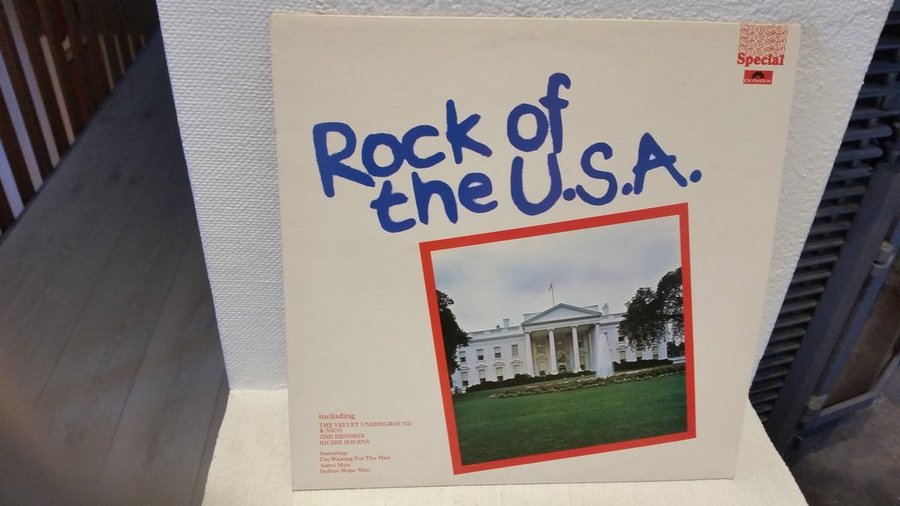 Special
polydor
Rock of
the U.S.A.
including
THE VELVET UNDERGROUND
& NICO
JIMI HENDRIX
RICHIE HAVENS
featuring:
I'm Waiting For The Man
Astro Man
Indian Rope Man